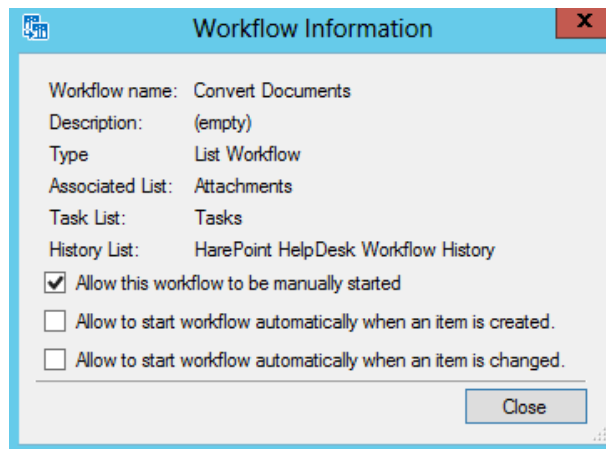 Workflow Information
Workflow name: Convert Documents
Description: (empty)
Type List Workflow
Associated List: Attachments
Task List: Tasks
History List: HarePoint HelpDesk Workflow History
Allow this workflow to be manually started
Allow to start workflow automatically when an item is created.
Allow to start workflow automatically when an item is changed.
Close